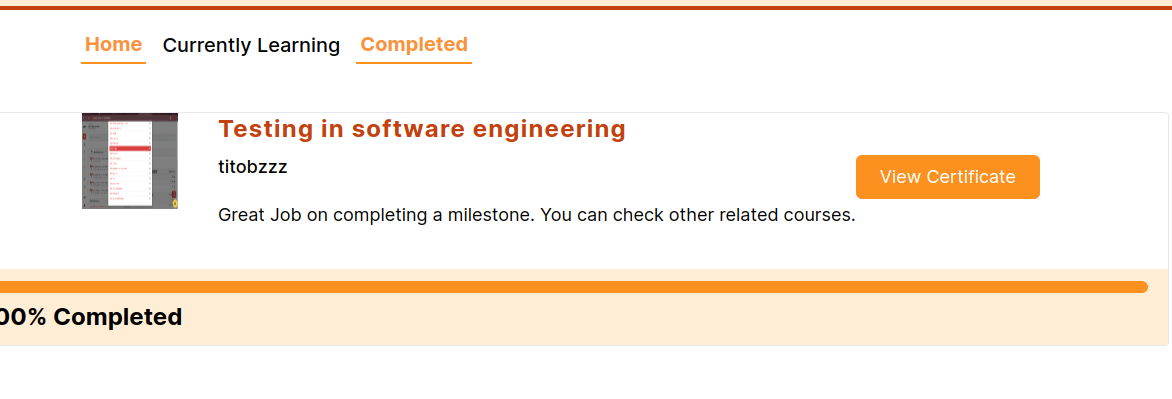 Home Currently Learning Completed
Testing in software engineering
titobzzz
View Certificate
Great Job on completing a milestone. You can check other related courses.
00% Completed